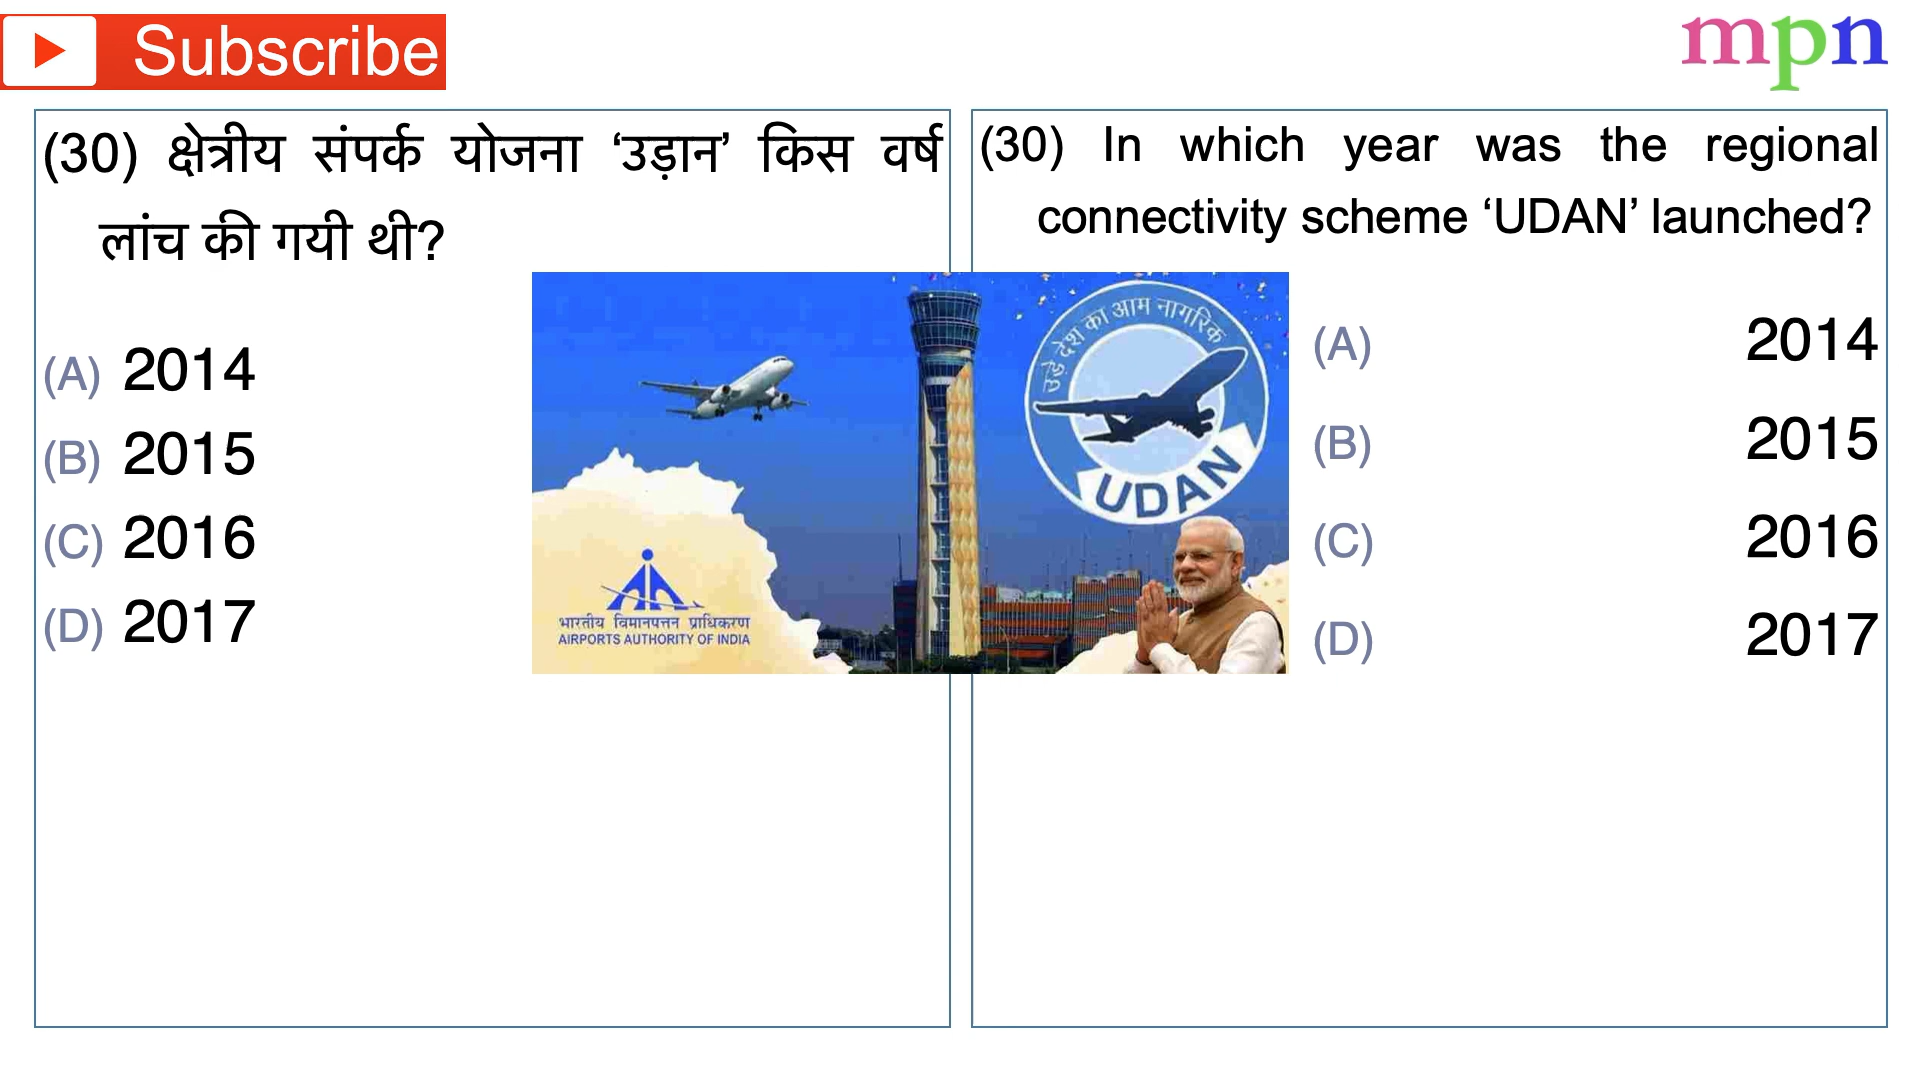 Subscribe
mpn
(30) क्षेत्रीय संपर्क योजना ‘उड़ान’ किस वर्ष
लांच की गयी थी?
(A) 2014
(B) 2015
(C) 2016
(D) 2017
उड़े देश का आम नागरिक
UDAN
भारतीय विमानपत्तन प्राधिकरण
AIRPORTS AUTHORITY OF INDIA
(30) In which year was the regional
connectivity scheme ‘UDAN’ launched?
(A) 2014
(B) 2015
(C) 2016
(D) 2017